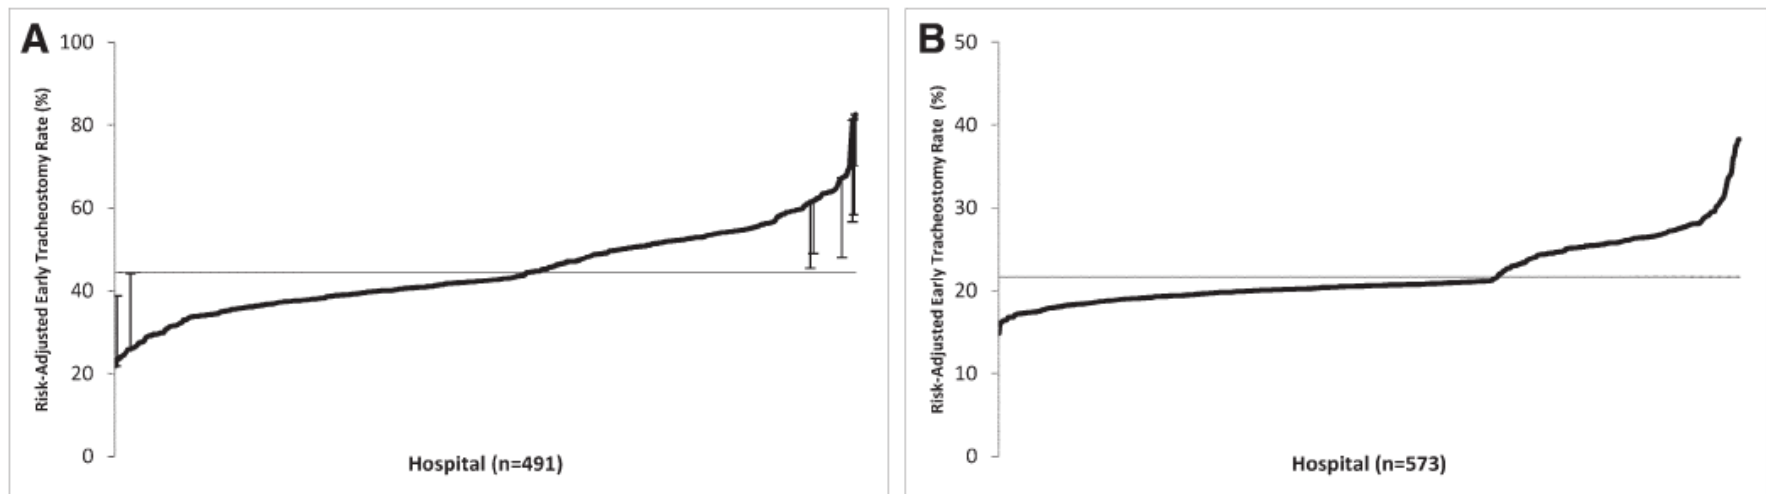 A
Risk-Adjusted Early Tracheostomy Rate (%)
100
80
60
40
20
0
Hospital (n=491)
B
Risk-Adjusted Early Tracheostomy Rate (%)
50
40
30
20
10
0
Hospital (n=573)